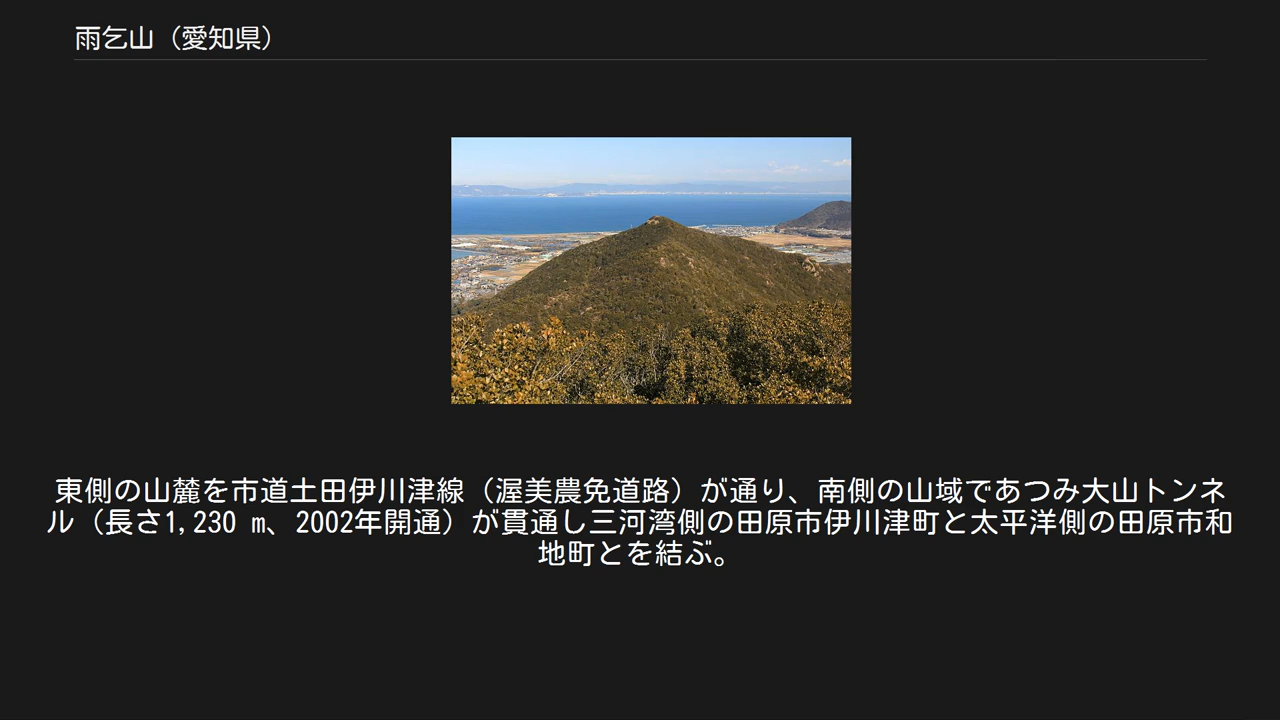 雨乞山（愛知県）
東側の山麓を市道土田伊川津線（渥美農免道路）が通り、南側の山域であつみ大山トンネ
ル（長さ1,230 m、2002年開通）が貫通し三河湾側の田原市伊川津町と太平洋側の田原市和
地町とを結ぶ。